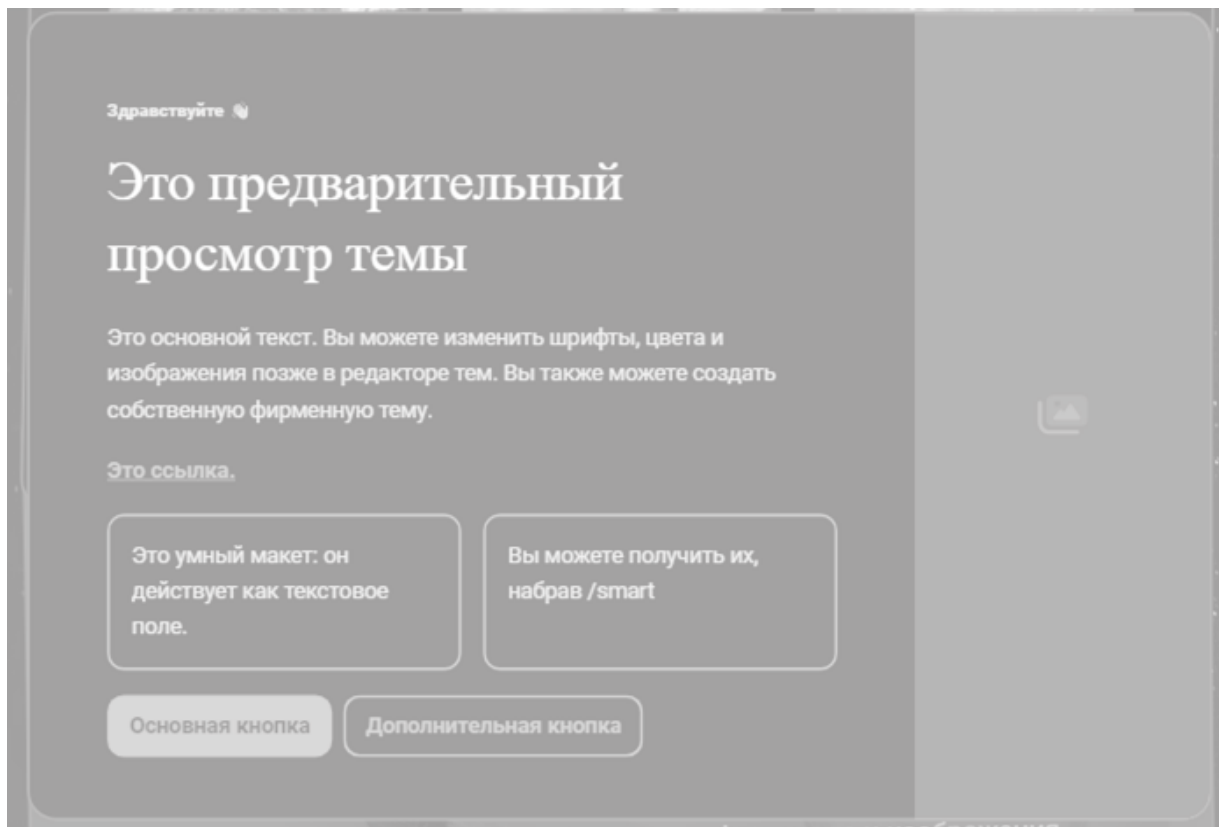 Здравствуйте 👋
Это предварительный
просмотр темы
Это основной текст. Вы можете изменить шрифты, цвета и
изображения позже в редакторе тем. Вы также можете создать
собственную фирменную тему.
Это ссылка.
Это умный макет: он
действует как текстовое
поле.
Вы можете получить их,
набрав /smart
Основная кнопка
Дополнительная кнопка